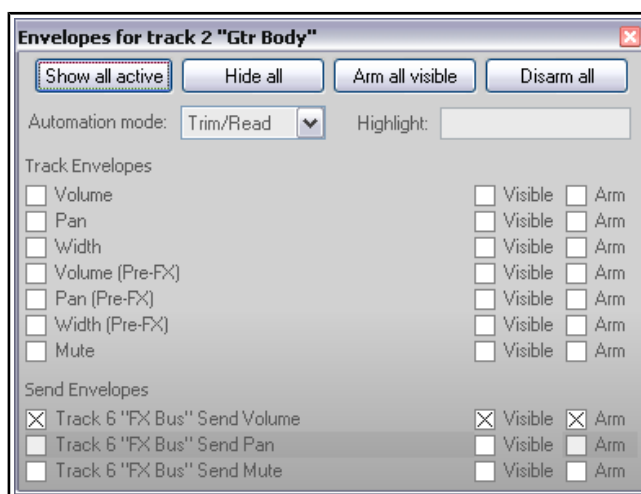 Envelopes for track 2 "Gtr Body"
Show all active Hide all Arm all visible Disarm all
Automation mode: Trim/Read Highlight:
Track Envelopes
Volume Visible Arm
Pan Visible Arm
Width Visible Arm
Volume (Pre-FX) Visible Arm
Pan (Pre-FX) Visible Arm
Width (Pre-FX) Visible Arm
Mute Visible Arm
Send Envelopes
Track 6 "FX Bus" Send Volume Visible Arm
Track 6 "FX Bus" Send Pan Visible Arm
Track 6 "FX Bus" Send Mute Visible Arm